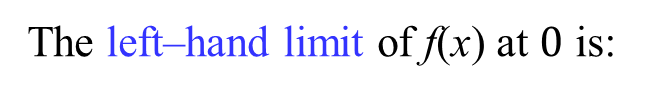 The left–hand limit of f(x) at 0 is: